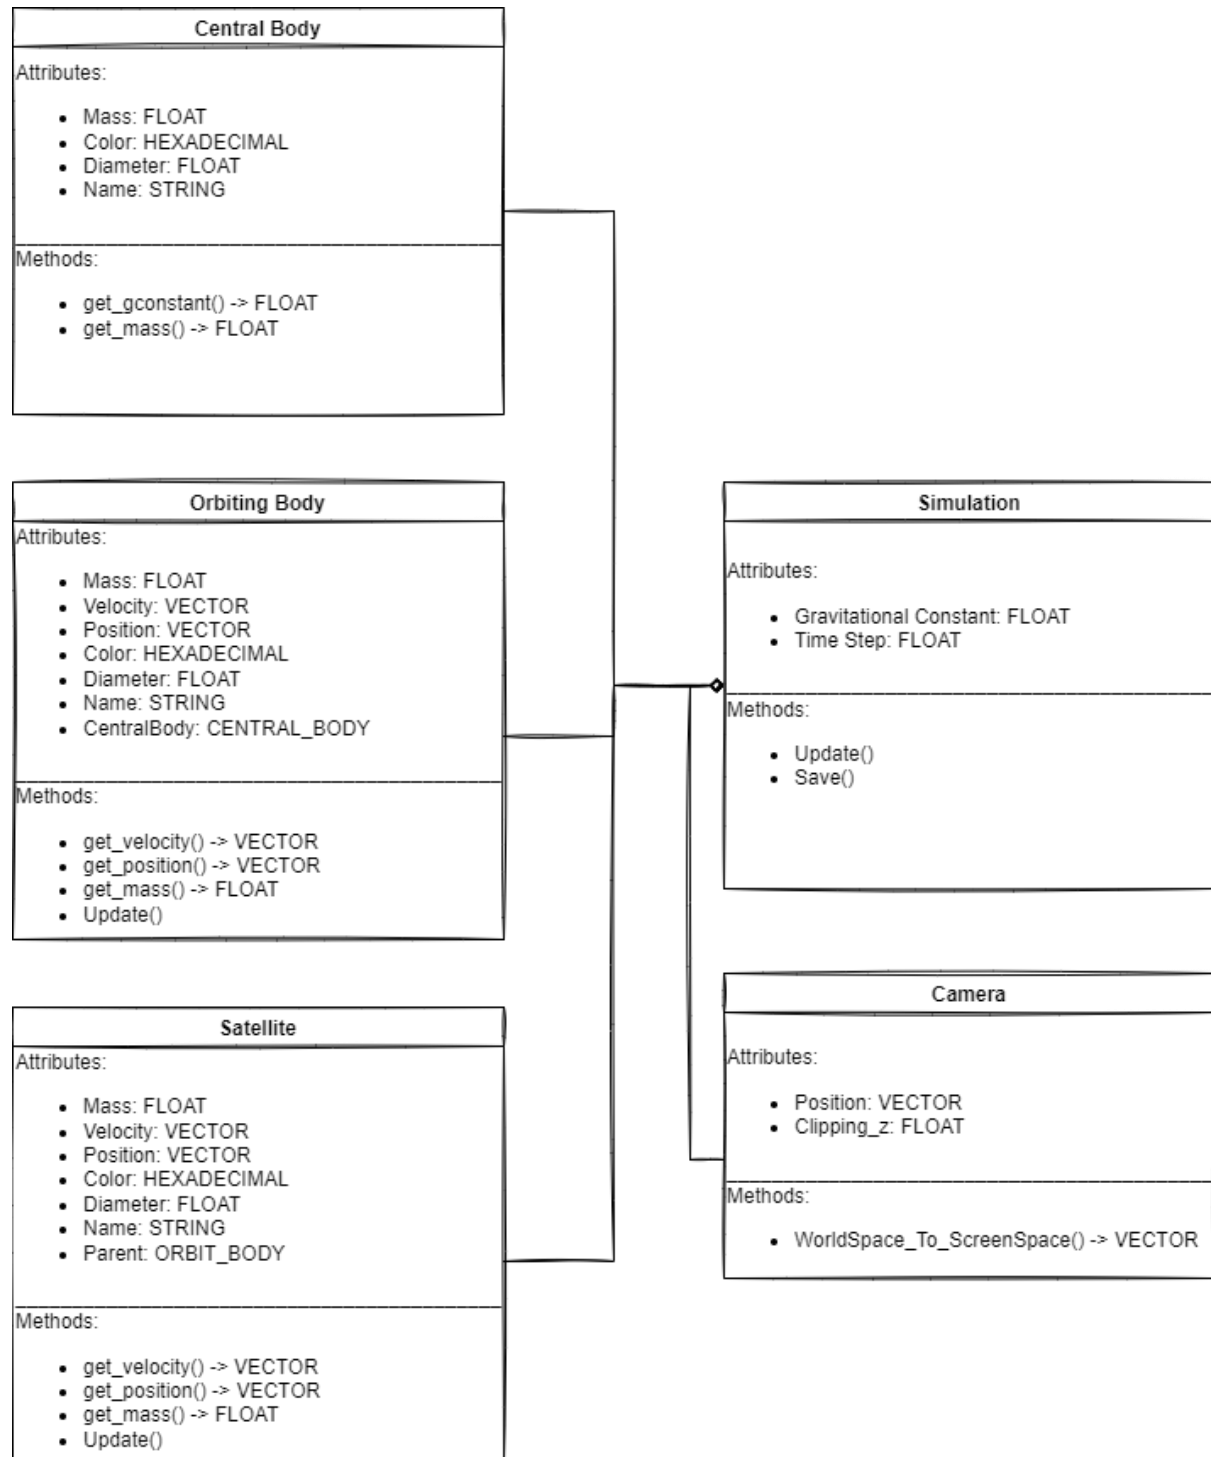 Central Body
Attributes:
Mass: FLOAT
Color: HEXADECIMAL
Diameter: FLOAT
Name: STRING
Methods:
get_gconstant() -> FLOAT
get_mass() -> FLOAT
Orbiting Body
Attributes:
Mass: FLOAT
Velocity: VECTOR
Position: VECTOR
Color: HEXADECIMAL
Diameter: FLOAT
Name: STRING
CentralBody: CENTRAL_BODY
Methods:
get_velocity() -> VECTOR
get_position() -> VECTOR
get_mass() -> FLOAT
Update()
Satellite
Attributes:
Mass: FLOAT
Velocity: VECTOR
Position: VECTOR
Color: HEXADECIMAL
Diameter: FLOAT
Name: STRING
Parent: ORBIT_BODY
Methods:
get_velocity() -> VECTOR
get_position() -> VECTOR
get_mass() -> FLOAT
Update()
Simulation
Attributes:
Gravitational Constant: FLOAT
Time Step: FLOAT
Methods:
Update()
Save()
Camera
Attributes:
Position: VECTOR
Clipping_z: FLOAT
Methods:
WorldSpace_To_ScreenSpace() -> VECTOR